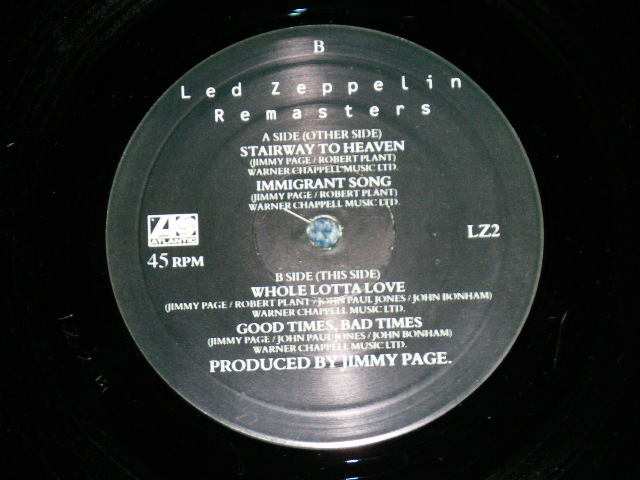 B
Led Zeppelin
Remasters
A SIDE (OTHER SIDE)
STAIRWAY TO HEAVEN
(JIMMY PAGE / ROBERT PLANT)
WARNER CHAPPELL MUSIC LTD.
IMMIGRANT SONG
(JIMMY PAGE / ROBERT PLANT)
WARNER CHAPPELL MUSIC LTD.
ATLANTIC
45 RPM
LZ2
B SIDE (THIS SIDE)
WHOLE LOTTA LOVE
(JIMMY PAGE / ROBERT PLANT / JOHN PAUL JONES / JOHN BONHAM)
WARNER CHAPPELL MUSIC LTD.
GOOD TIMES, BAD TIMES
(JIMMY PAGE / JOHN PAUL JONES / JOHN BONHAM)
WARNER CHAPPELL MUSIC LTD.
PRODUCED BY JIMMY PAGE.